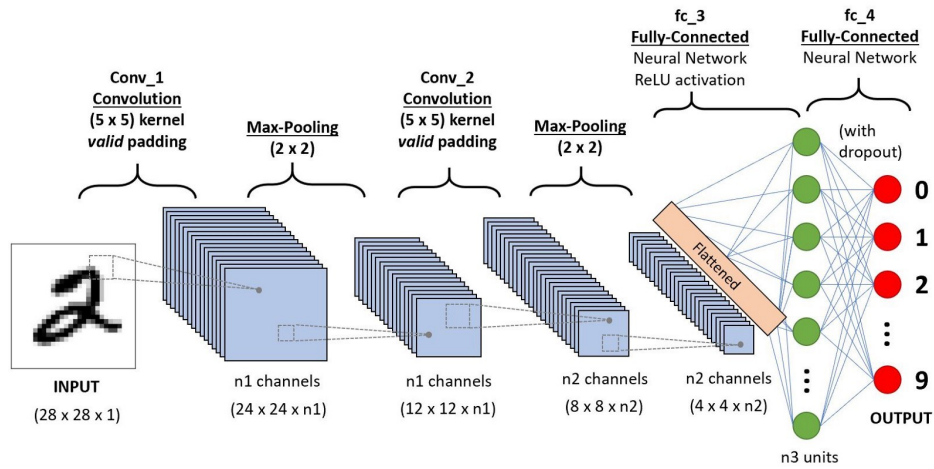 Conv_1
Convolution
(5 x 5) kernel
valid padding
Max-Pooling
(2 x 2)
Conv_2
Convolution
(5 x 5) kernel
valid padding
Max-Pooling
(2 x 2)
fc_3
Fully-Connected
Neural Network
ReLU activation
fc_4
Fully-Connected
Neural Network
(with
dropout)
Flattened
0
1
2
9
INPUT
(28 x 28 x 1)
n1 channels
(24 x 24 x n1)
n1 channels
(12 x 12 x n1)
n2 channels
(8 x 8 x n2)
n2 channels
(4 x 4 x n2)
n3 units
OUTPUT
2